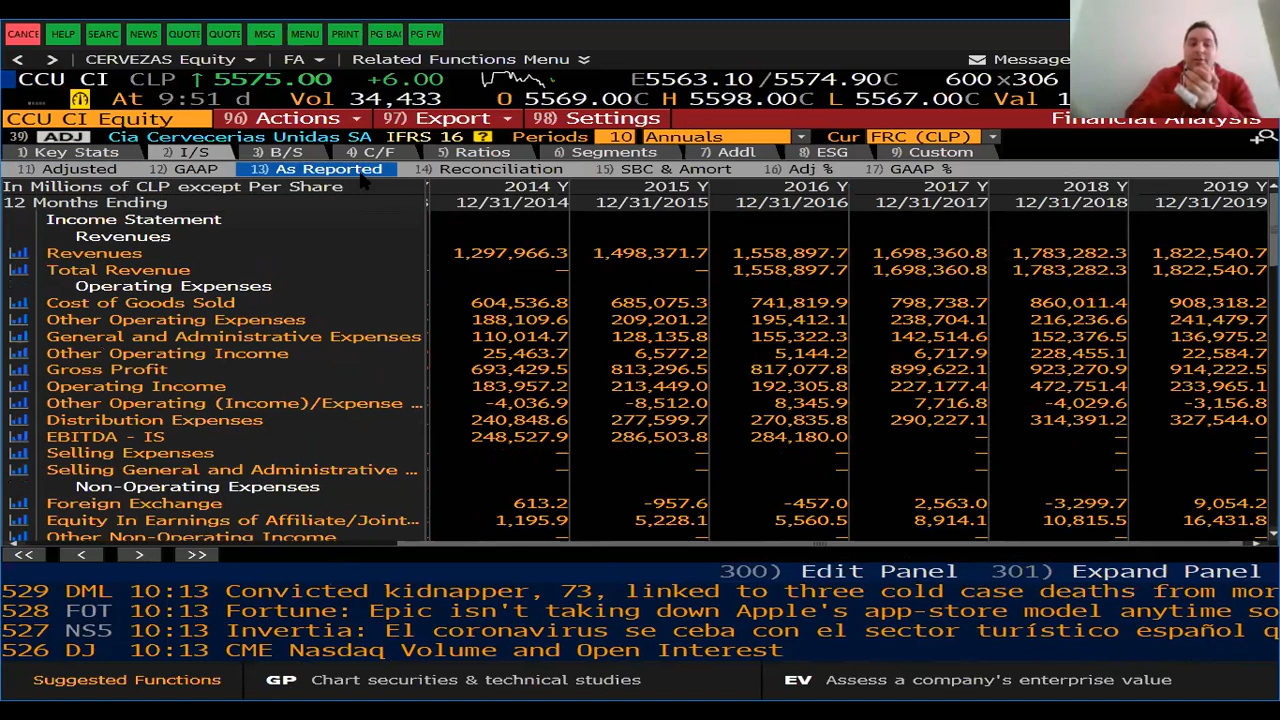 CANCE HELP SEARC NEWS QUOTE QUOTE MSG MENU PRINT PG BAC PG FW
< > CERVEZAS Equity FA Related Functions Menu Messages
CCU CI CLP ↑ 5575.00 +6.00 E5563.10 /5574.90C 600 x306
At 9:51 d Vol 34,433 O 5569.00C H 5598.00C L 5567.00C Val 1
CCU CI Equity 96) Actions 97) Export 98) Settings Financial Analysis
39) ADJ Cia Cervecerias Unidas SA IFRS 16 ? Periods 10 Annuals Cur FRC (CLP)
1) Key Stats 2) I/S 3) B/S 4) C/F 5) Ratios 6) Segments 7) Addl 8) ESG 9) Custom
11) Adjusted 12) GAAP 13) As Reported 14) Reconciliation 15) SBC & Amort 16) Adj % 17) GAAP %
In Millions of CLP except Per Share 2014 Y 2015 Y 2016 Y 2017 Y 2018 Y 2019 Y
12 Months Ending 12/31/2014 12/31/2015 12/31/2016 12/31/2017 12/31/2018 12/31/2019
Income Statement
Revenues
Revenues 1,297,966.3 1,498,371.7 1,558,897.7 1,698,360.8 1,783,282.3 1,822,540.7
Total Revenue — — 1,558,897.7 1,698,360.8 1,783,282.3 1,822,540.7
Operating Expenses
Cost of Goods Sold 604,536.8 685,075.3 741,819.9 798,738.7 860,011.4 908,318.2
Other Operating Expenses 188,109.6 209,201.2 195,412.1 238,704.1 216,236.6 241,479.7
General and Administrative Expenses 110,014.7 128,135.8 155,322.3 142,514.6 152,376.5 136,975.2
Other Operating Income 25,463.7 6,577.2 5,144.2 6,717.9 228,455.1 22,584.7
Gross Profit 693,429.5 813,296.5 817,077.8 899,622.1 923,270.9 914,222.5
Operating Income 183,957.2 213,449.0 192,305.8 227,177.4 472,751.4 233,965.1
Other Operating (Income)/Expense ... -4,036.9 -8,512.0 8,345.9 7,716.8 -4,029.6 -3,156.8
Distribution Expenses 240,848.6 277,599.7 270,835.8 290,227.1 314,391.2 327,544.0
EBITDA - IS 248,527.9 286,503.8 284,180.0 — — —
Selling Expenses — — — — — —
Selling General and Administrative ... — — — — — —
Non-Operating Expenses
Foreign Exchange 613.2 -957.6 -457.0 2,563.0 -3,299.7 9,054.2
Equity In Earnings of Affiliate/Joint... 1,195.9 5,228.1 5,560.5 8,914.1 10,815.5 16,431.8
Other Non-Operating Income — — — — — —
<< < > >>
300) Edit Panel 301) Expand Panel
529 DML 10:13 Convicted kidnapper, 73, linked to three cold case deaths from mor
528 FOT 10:13 Fortune: Epic isn't taking down Apple's app-store model anytime so
527 NS5 10:13 Invertia: El coronavirus se ceba con el sector turístico español q
526 DJ 10:13 CME Nasdaq Volume and Open Interest
Suggested Functions GP Chart securities & technical studies EV Assess a company's enterprise value